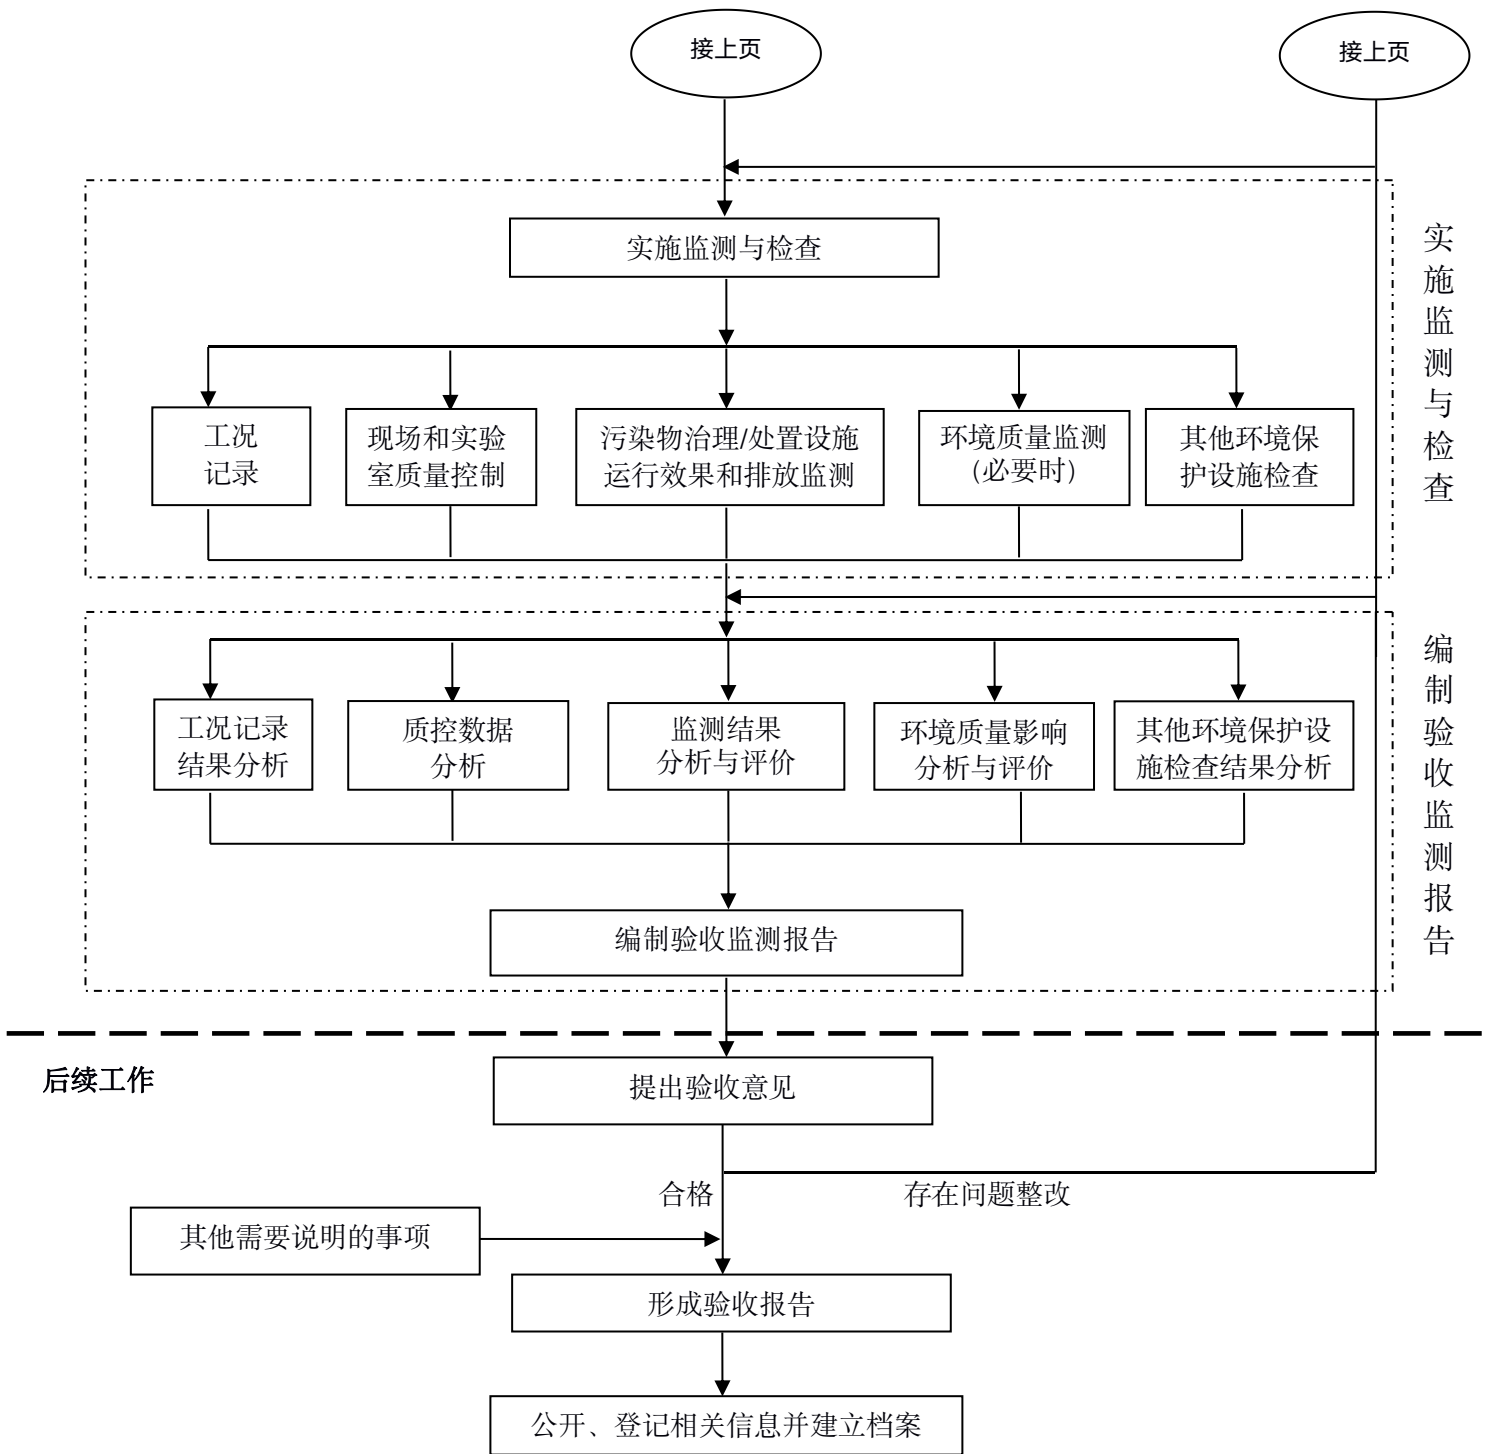 接上页
接上页
实施监测与检查
实施监测与检查
工况
记录
现场和实验
室质量控制
污染物治理/处置设施
运行效果和排放监测
环境质量监测
（必要时）
其他环境保
护设施检查
编制验收监测报告
工况记录
结果分析
质控数据
分析
监测结果
分析与评价
环境质量影响
分析与评价
其他环境保护设
施检查结果分析
编制验收监测报告
后续工作
提出验收意见
合格
存在问题整改
其他需要说明的事项
形成验收报告
公开、登记相关信息并建立档案